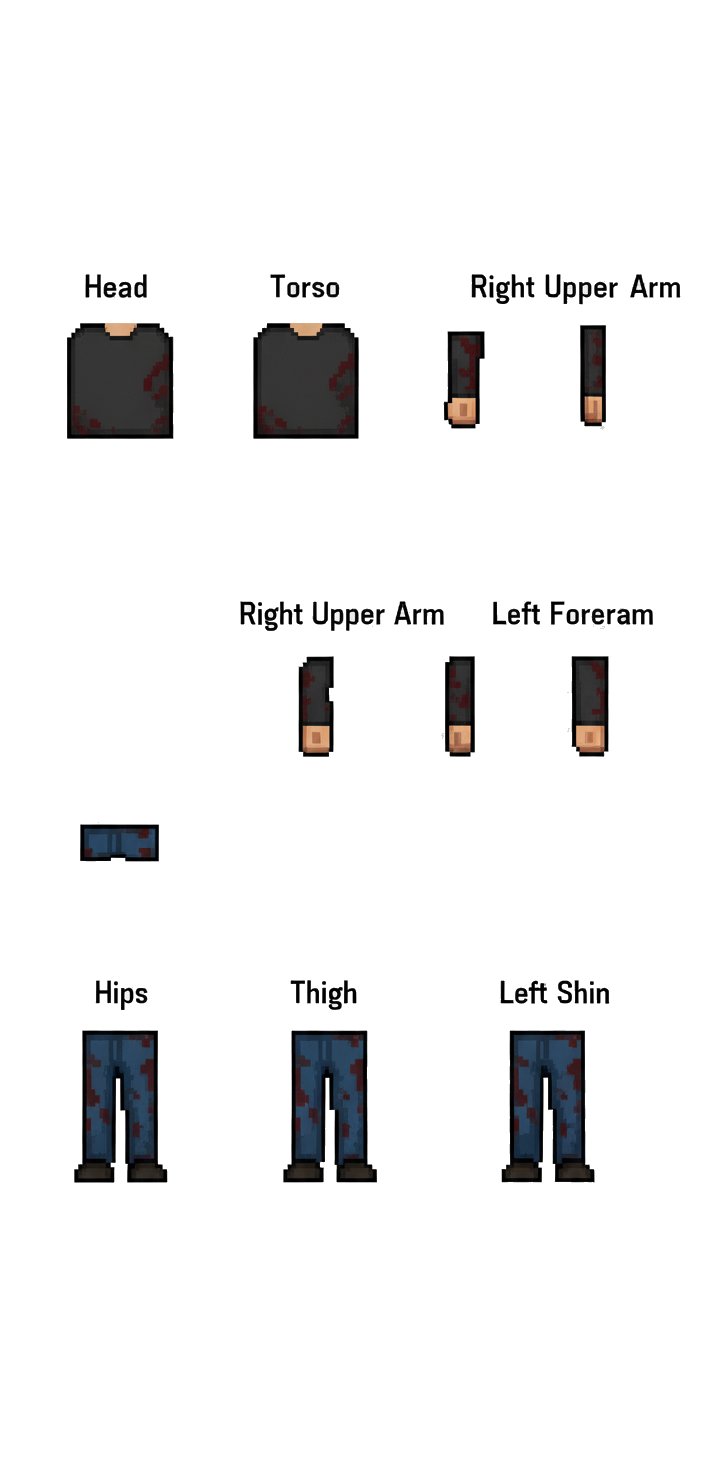 Head
Torso
Right Upper Arm
Right Upper Arm
Left Foreram
Hips
Thigh
Left Shin